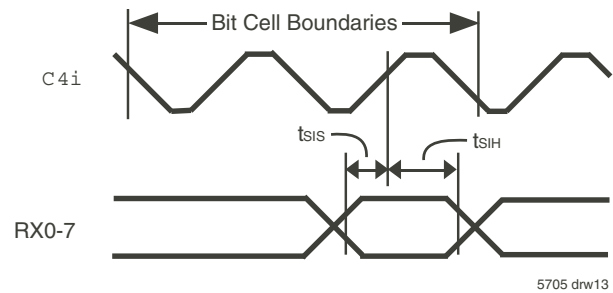 Bit Cell Boundaries
C4i
tSIS
tSIH
RX0-7
5705 drw13